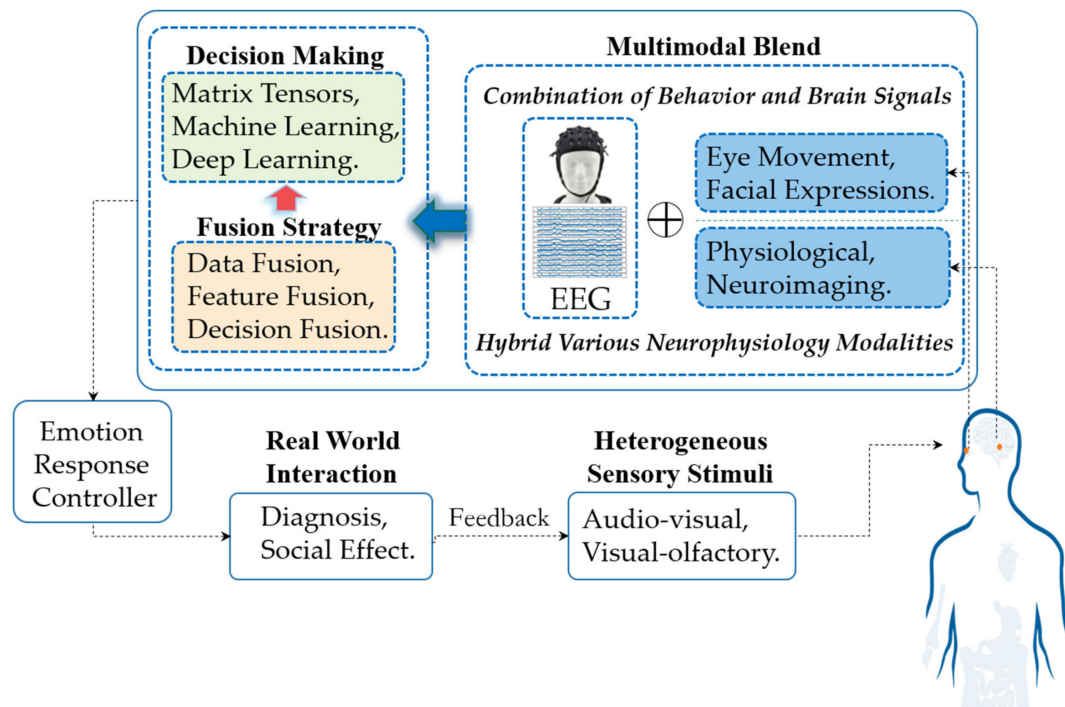 Decision Making
Matrix Tensors,
Machine Learning,
Deep Learning.
Fusion Strategy
Data Fusion,
Feature Fusion,
Decision Fusion.
Multimodal Blend
Combination of Behavior and Brain Signals
EEG
Eye Movement,
Facial Expressions.
Physiological,
Neuroimaging.
Hybrid Various Neurophysiology Modalities
Emotion
Response
Controller
Real World
Interaction
Diagnosis,
Social Effect.
Feedback
Heterogeneous
Sensory Stimuli
Audio-visual,
Visual-olfactory.